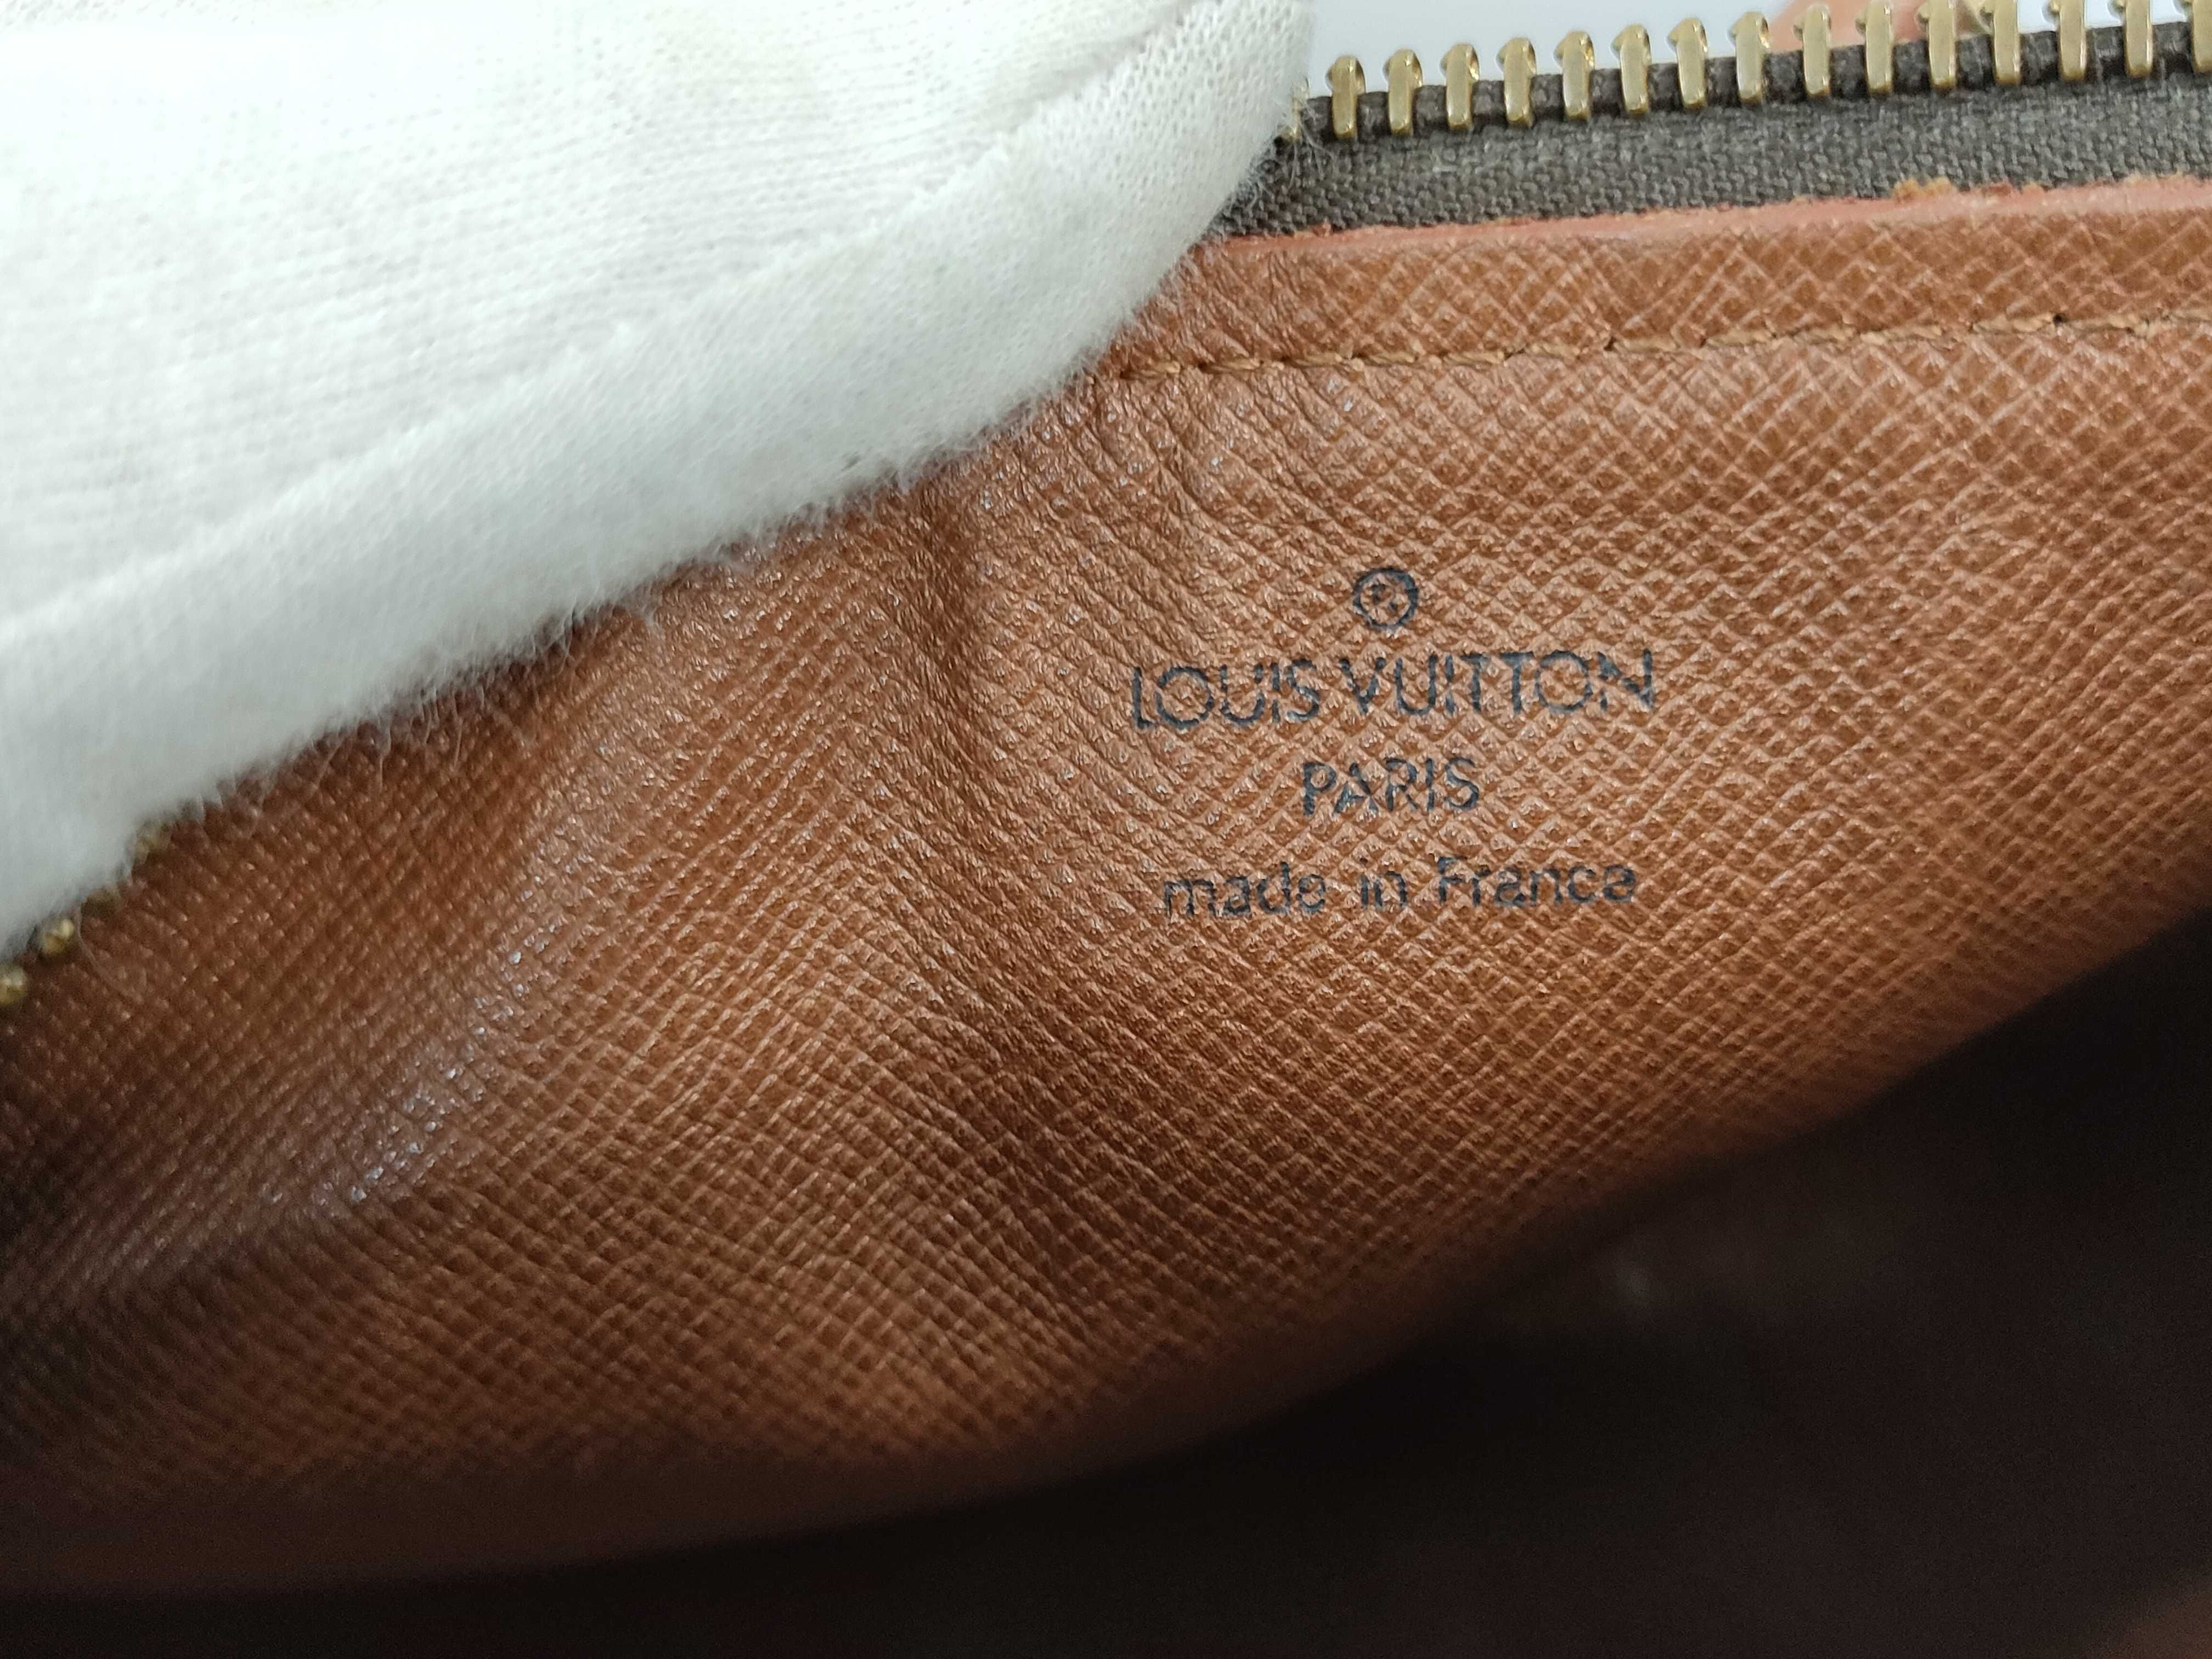 ®
LOUIS VUITTON
PARIS
made in France